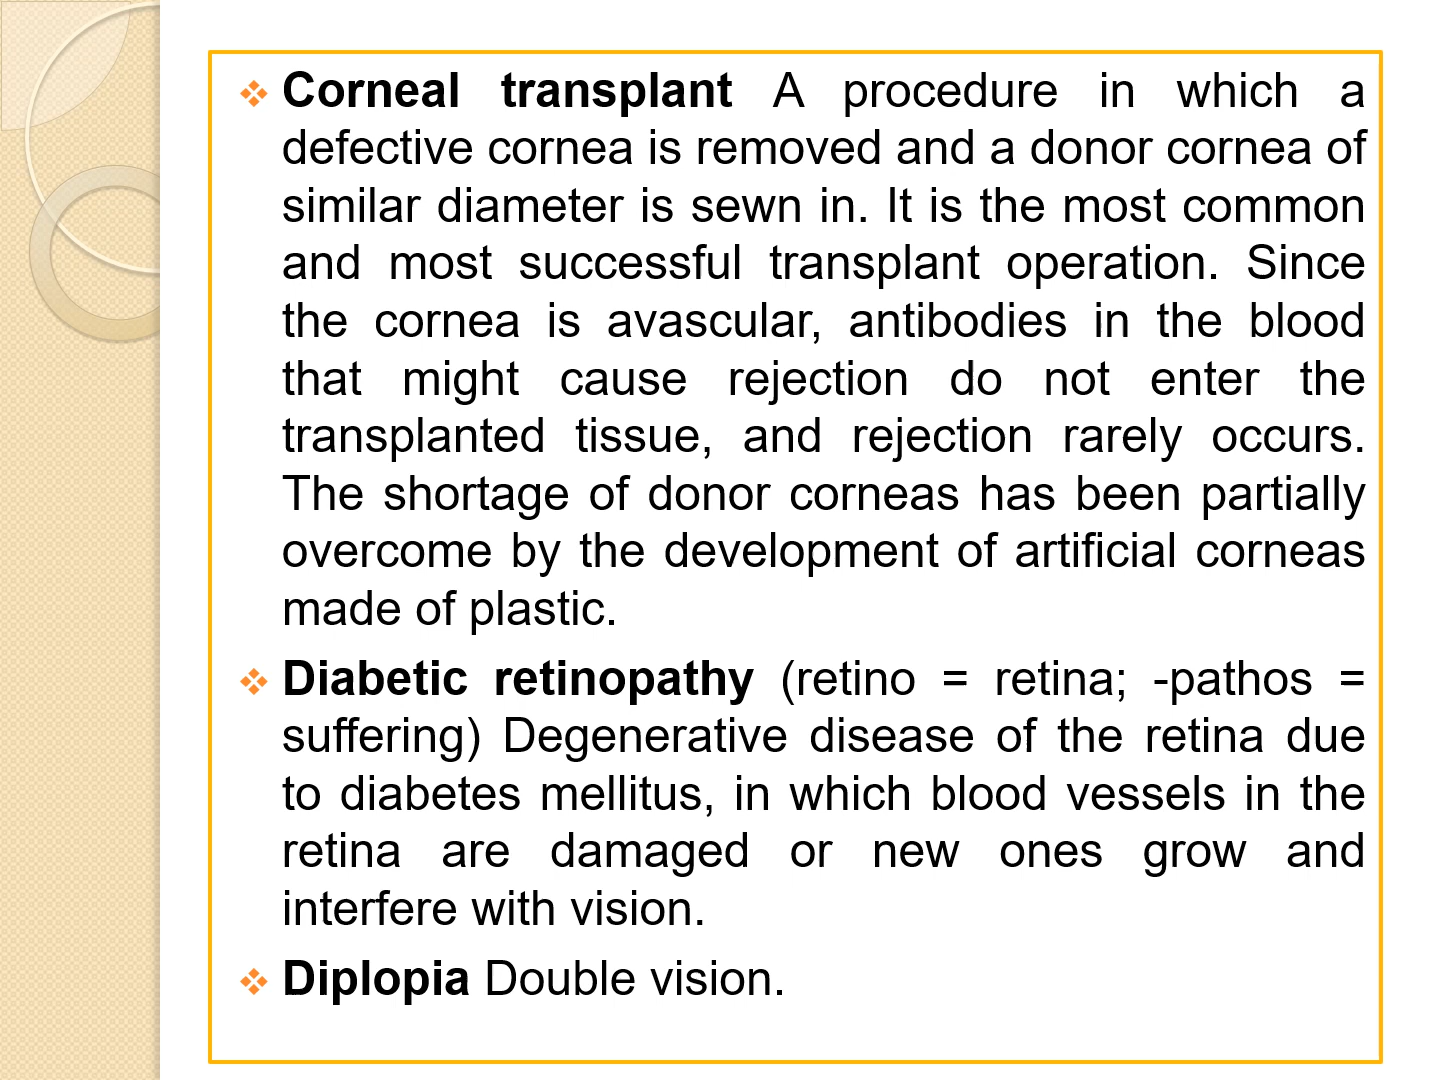 ❖ Corneal transplant A procedure in which a
defective cornea is removed and a donor cornea of
similar diameter is sewn in. It is the most common
and most successful transplant operation. Since
the cornea is avascular, antibodies in the blood
that might cause rejection do not enter the
transplanted tissue, and rejection rarely occurs.
The shortage of donor corneas has been partially
overcome by the development of artificial corneas
made of plastic.
❖ Diabetic retinopathy (retino = retina; -pathos =
suffering) Degenerative disease of the retina due
to diabetes mellitus, in which blood vessels in the
retina are damaged or new ones grow and
interfere with vision.
❖ Diplopia Double vision.